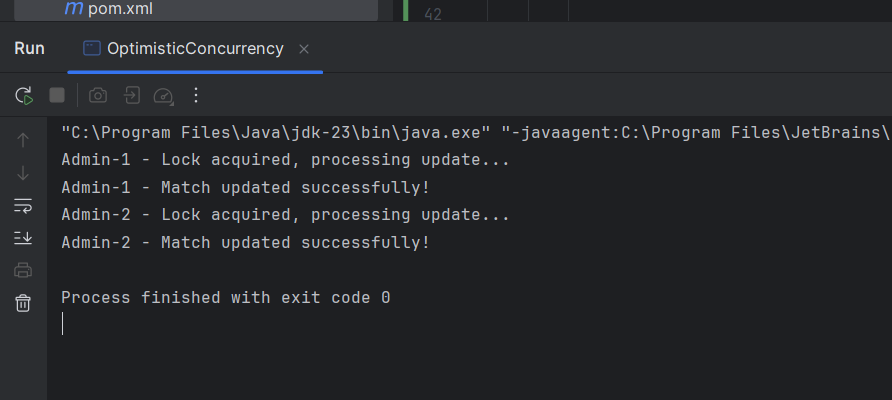 m pom.xml
42
Run OptimisticConcurrency ×
"C:\Program Files\Java\jdk-23\bin\java.exe" "-javaagent:C:\Program Files\JetBrains\
Admin-1 - Lock acquired, processing update...
Admin-1 - Match updated successfully!
Admin-2 - Lock acquired, processing update...
Admin-2 - Match updated successfully!
Process finished with exit code 0